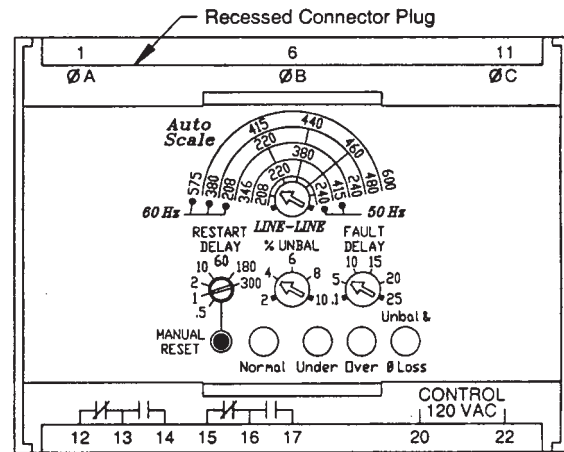 Recessed Connector Plug
1 6 11
ØA ØB ØC
Auto Scale
415 440
220 460
380
220
575 380 208 346 208 240 415 240 480 600
60 Hz LINE-LINE 50 Hz
RESTART DELAY
% UNBAL
FAULT DELAY
.5 1 2 10 60 180 300
2 4 6 8 10
.1 5 10 15 20 25
MANUAL RESET
Unbal &
Normal Under Over Ø Loss
CONTROL
120 VAC
12 13 14 15 16 17 20 22